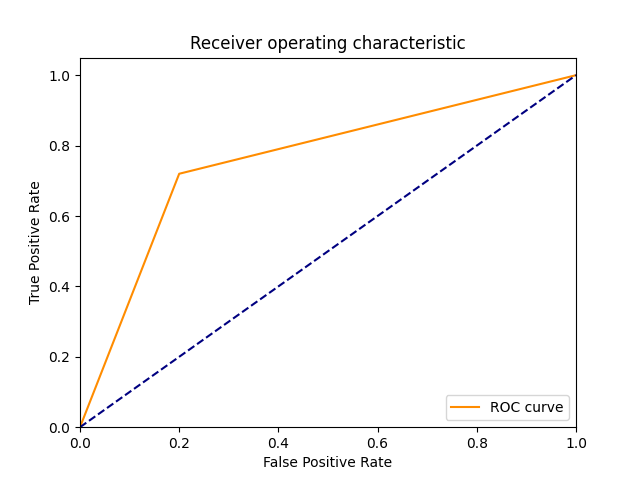 Receiver operating characteristic
True Positive Rate
1.0
0.8
0.6
0.4
0.2
0.0
0.0 0.2 0.4 0.6 0.8 1.0
False Positive Rate
ROC curve